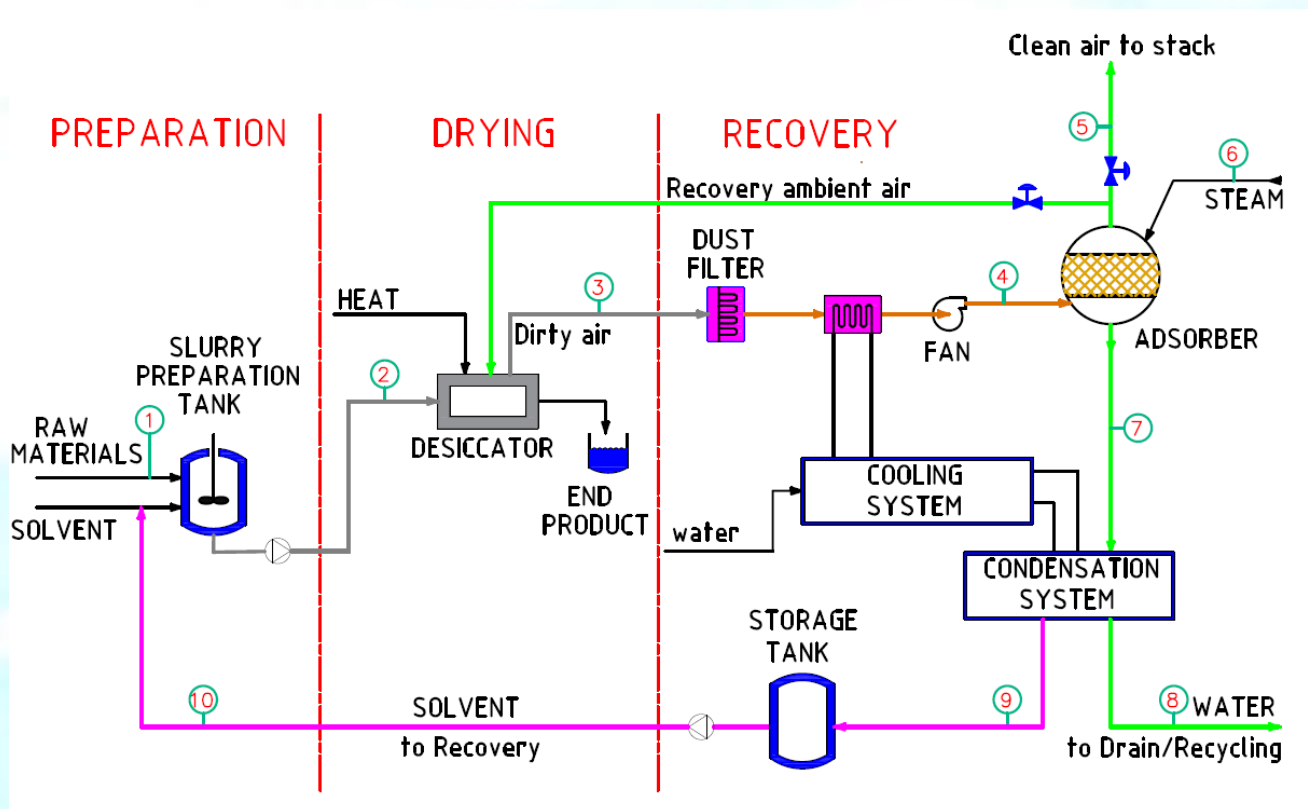 Clean air to stack
PREPARATION
DRYING
RECOVERY
5
6
STEAM
Recovery ambient air
DUST
FILTER
HEAT
3
4
Dirty air
FAN
ADSORBER
SLURRY
PREPARATION
TANK
2
1
RAW
MATERIALS
SOLVENT
DESICCATOR
END
PRODUCT
7
COOLING
SYSTEM
water
CONDENSATION
SYSTEM
STORAGE
TANK
10
SOLVENT
to Recovery
9
8
WATER
to Drain/Recycling